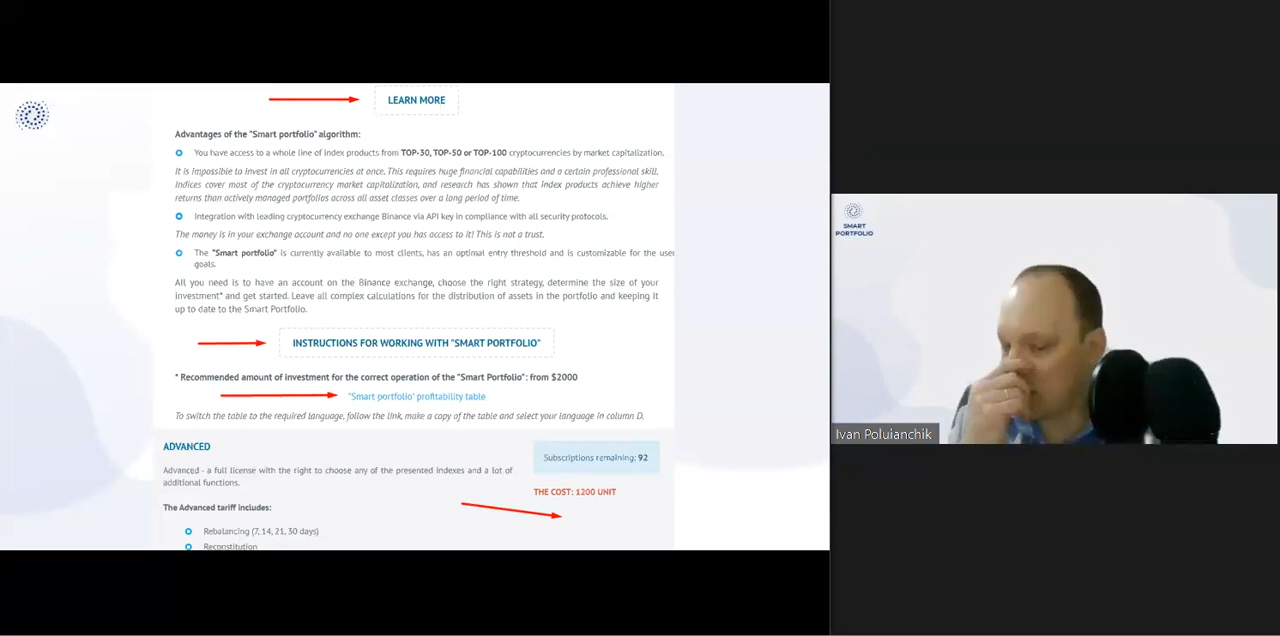 LEARN MORE
Advantages of the "Smart portfolio" algorithm:
You have access to a whole line of index products from TOP-30, TOP-50 or TOP-100 cryptocurrencies by market capitalization.
It is impossible to invest in all cryptocurrencies at once. This requires huge financial capabilities and a certain professional skill.
Indices cover most of the cryptocurrency market capitalization, and research has shown that index products achieve higher
returns than actively managed portfolios across all asset classes over a long period of time.
Integration with leading cryptocurrency exchange Binance via API key in compliance with all security protocols.
The money is in your exchange account and no one except you has access to it! This is not a trust.
The "Smart portfolio" is currently available to most clients, has an optimal entry threshold and is customizable for the user
goals.
All you need is to have an account on the Binance exchange, choose the right strategy, determine the size of your
investment* and get started. Leave all complex calculations for the distribution of assets in the portfolio and keeping it
up to date to the Smart Portfolio.
INSTRUCTIONS FOR WORKING WITH "SMART PORTFOLIO"
* Recommended amount of investment for the correct operation of the "Smart Portfolio": from $2000
"Smart portfolio" profitability table
To switch the table to the required language, follow the link, make a copy of the table and select your language in column D.
ADVANCED
Subscriptions remaining: 92
Advanced - a full license with the right to choose any of the presented indexes and a lot of
additional functions.
THE COST: 1200 UNIT
The Advanced tariff includes:
Rebalancing (7, 14, 21, 30 days)
Reconstitution
SMART
PORTFOLIO
Ivan Poluianchik